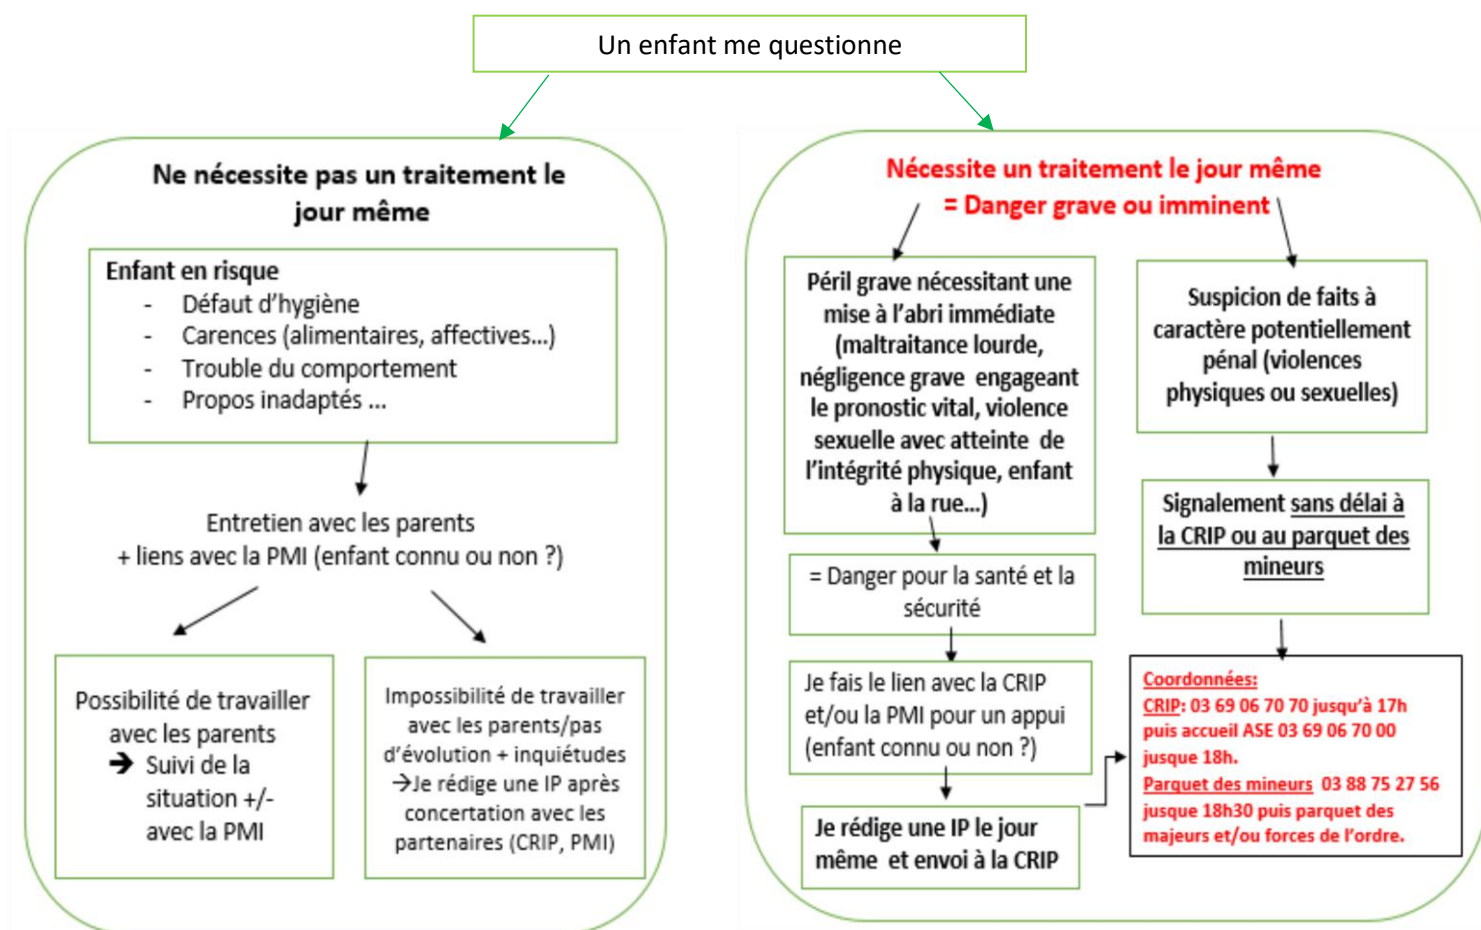 Un enfant me questionne
Ne nécessite pas un traitement le
jour même
Enfant en risque
- Défaut d’hygiène
- Carences (alimentaires, affectives…)
- Trouble du comportement
- Propos inadaptés …
Entretien avec les parents
+ liens avec la PMI (enfant connu ou non ?)
Possibilité de travailler
avec les parents
➔ Suivi de la
situation +/-
avec la PMI
Impossibilité de travailler
avec les parents/pas
d’évolution + inquiétudes
→Je rédige une IP après
concertation avec les
partenaires (CRIP, PMI)
Nécessite un traitement le jour même
= Danger grave ou imminent
Péril grave nécessitant une
mise à l’abri immédiate
(maltraitance lourde,
négligence grave engageant
le pronostic vital, violence
sexuelle avec atteinte de
l’intégrité physique, enfant
à la rue…)
= Danger pour la santé et la
sécurité
Je fais le lien avec la CRIP
et/ou la PMI pour un appui
(enfant connu ou non ?)
Je rédige une IP le jour
même et envoi à la CRIP
Suspicion de faits à
caractère potentiellement
pénal (violences
physiques ou sexuelles)
Signalement sans délai à
la CRIP ou au parquet des
mineurs
Coordonnées:
CRIP: 03 69 06 70 70 jusqu’à 17h
puis accueil ASE 03 69 06 70 00
jusque 18h.
Parquet des mineurs 03 88 75 27 56
jusque 18h30 puis parquet des
majeurs et/ou forces de l’ordre.